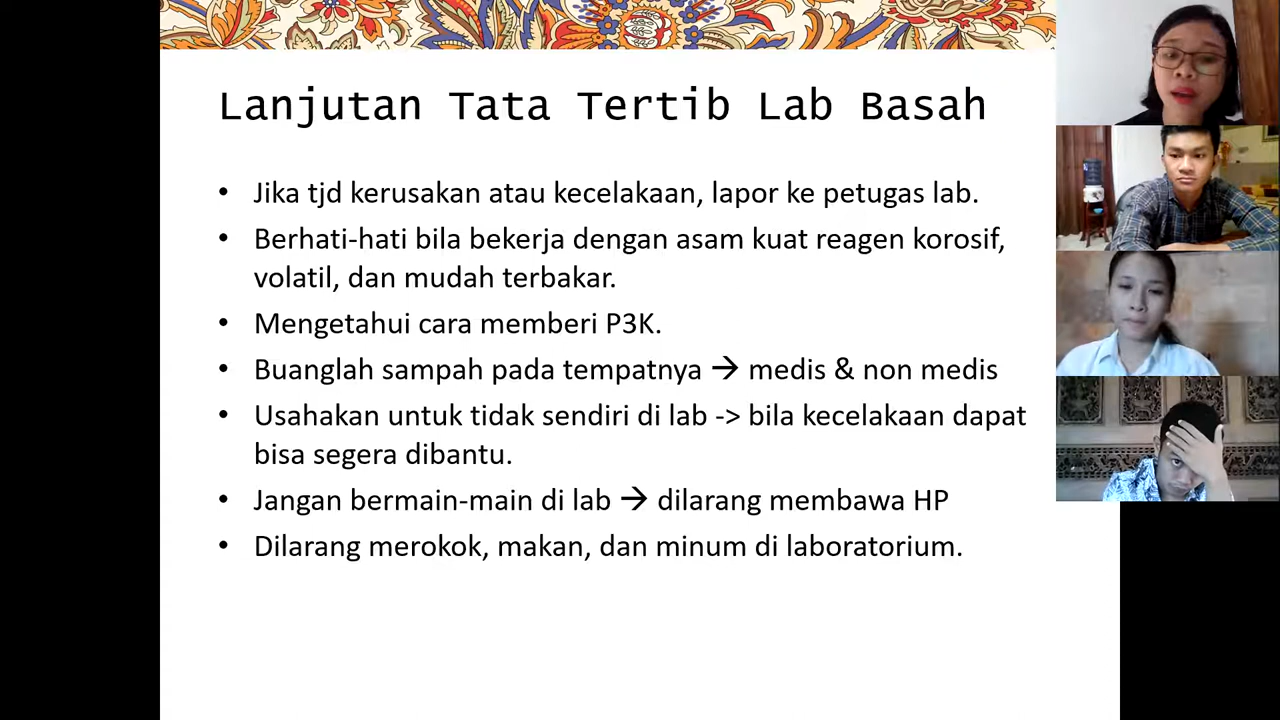 Lanjutan Tata Tertib Lab Basah
• Jika tjd kerusakan atau kecelakaan, lapor ke petugas lab.
• Berhati-hati bila bekerja dengan asam kuat reagen korosif,
volatil, dan mudah terbakar.
• Mengetahui cara memberi P3K.
• Buanglah sampah pada tempatnya → medis & non medis
• Usahakan untuk tidak sendiri di lab -> bila kecelakaan dapat
bisa segera dibantu.
• Jangan bermain-main di lab → dilarang membawa HP
• Dilarang merokok, makan, dan minum di laboratorium.